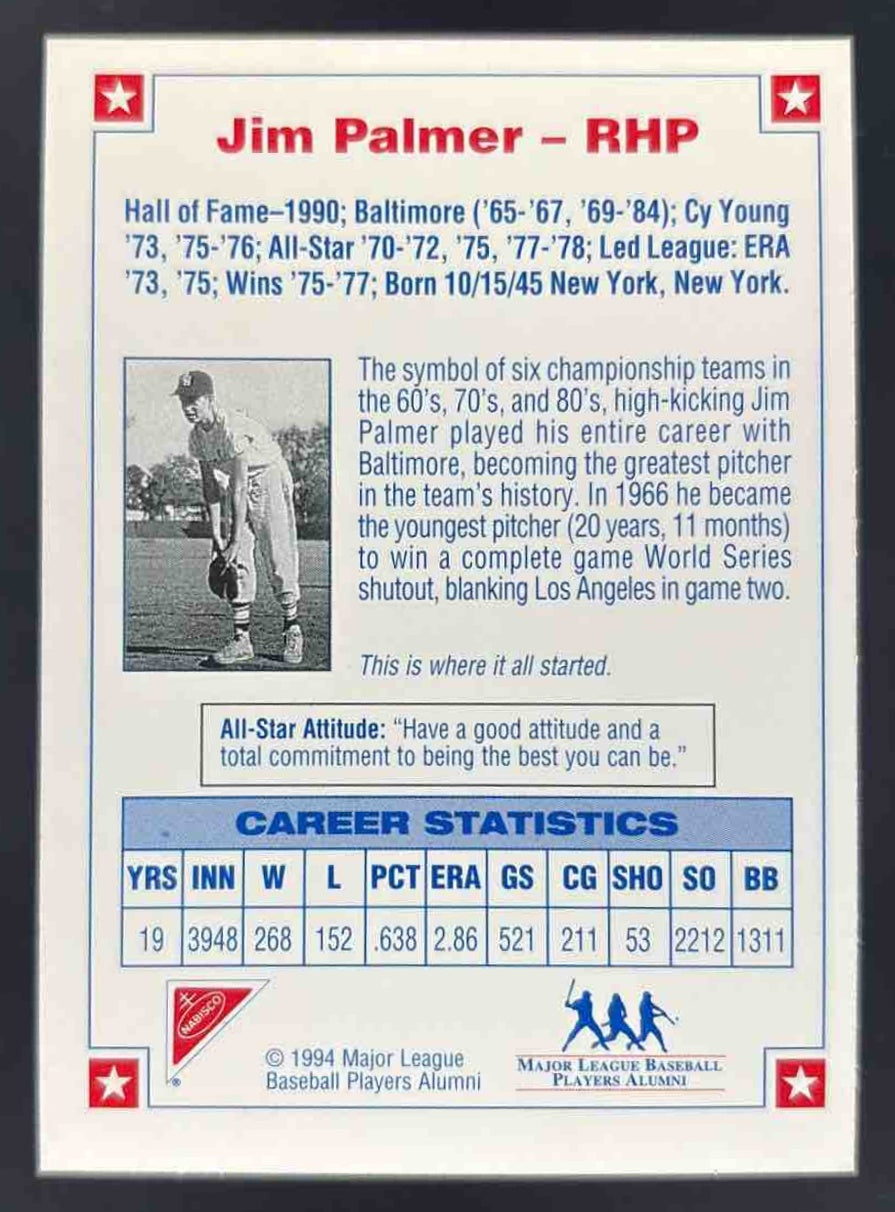 Jim Palmer – RHP
Hall of Fame–1990; Baltimore ('65-'67, '69-'84); Cy Young
'73, '75-'76; All-Star '70-'72, '75, '77-'78; Led League: ERA
'73, '75; Wins '75-'77; Born 10/15/45 New York, New York.
The symbol of six championship teams in
the 60's, 70's, and 80's, high-kicking Jim
Palmer played his entire career with
Baltimore, becoming the greatest pitcher
in the team's history. In 1966 he became
the youngest pitcher (20 years, 11 months)
to win a complete game World Series
shutout, blanking Los Angeles in game two.
This is where it all started.
All-Star Attitude: “Have a good attitude and a
total commitment to being the best you can be.”
CAREER STATISTICS
YRS INN W L PCT ERA GS CG SHO SO BB
19 3948 268 152 .638 2.86 521 211 53 2212 1311
NABISCO
®
© 1994 Major League
Baseball Players Alumni
MAJOR LEAGUE BASEBALL
PLAYERS ALUMNI